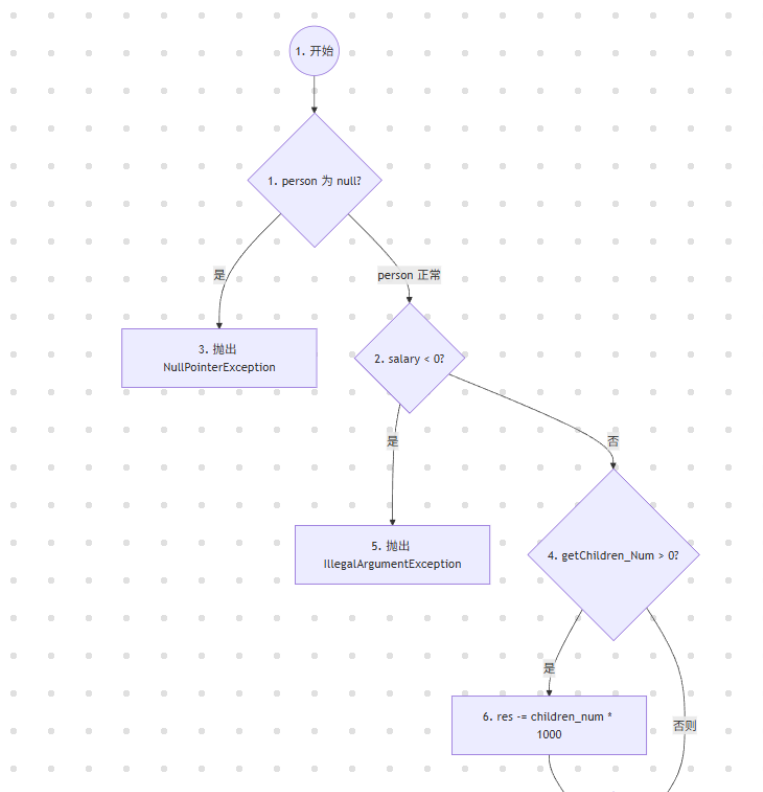 1. 开始
1. person 为 null?
是
person 正常
3. 抛出
NullPointerException
2. salary < 0?
是
否
5. 抛出
IllegalArgumentException
4. getChildren_Num > 0?
是
6. res -= children_num *
1000
否则